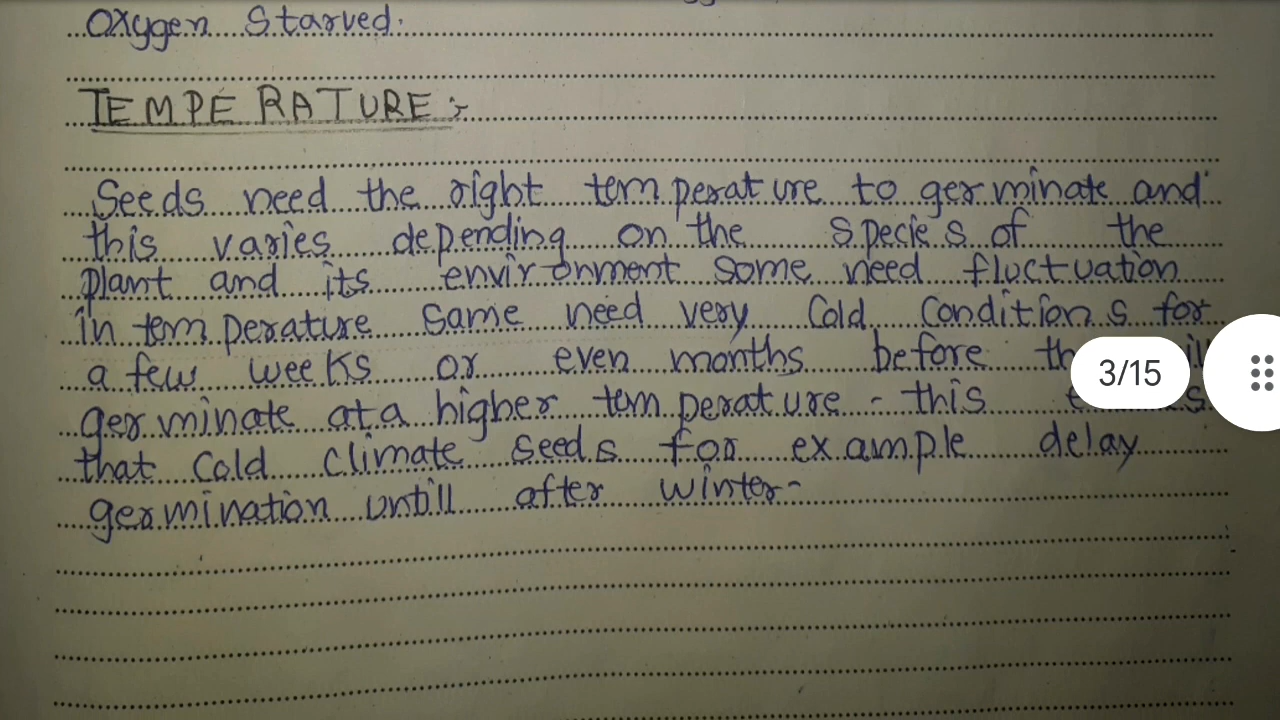 Oxygen Starved.
TEMPERATURE :-
Seeds need the right temperature to germinate and
this varies depending on the species of the
plant and its environment some need fluctuation
in temperature same need very cold conditions for
a few weeks or even months before
germinate at a higher temperature - this
that cold climate seeds for example delay
germination untill after winter-
3/15